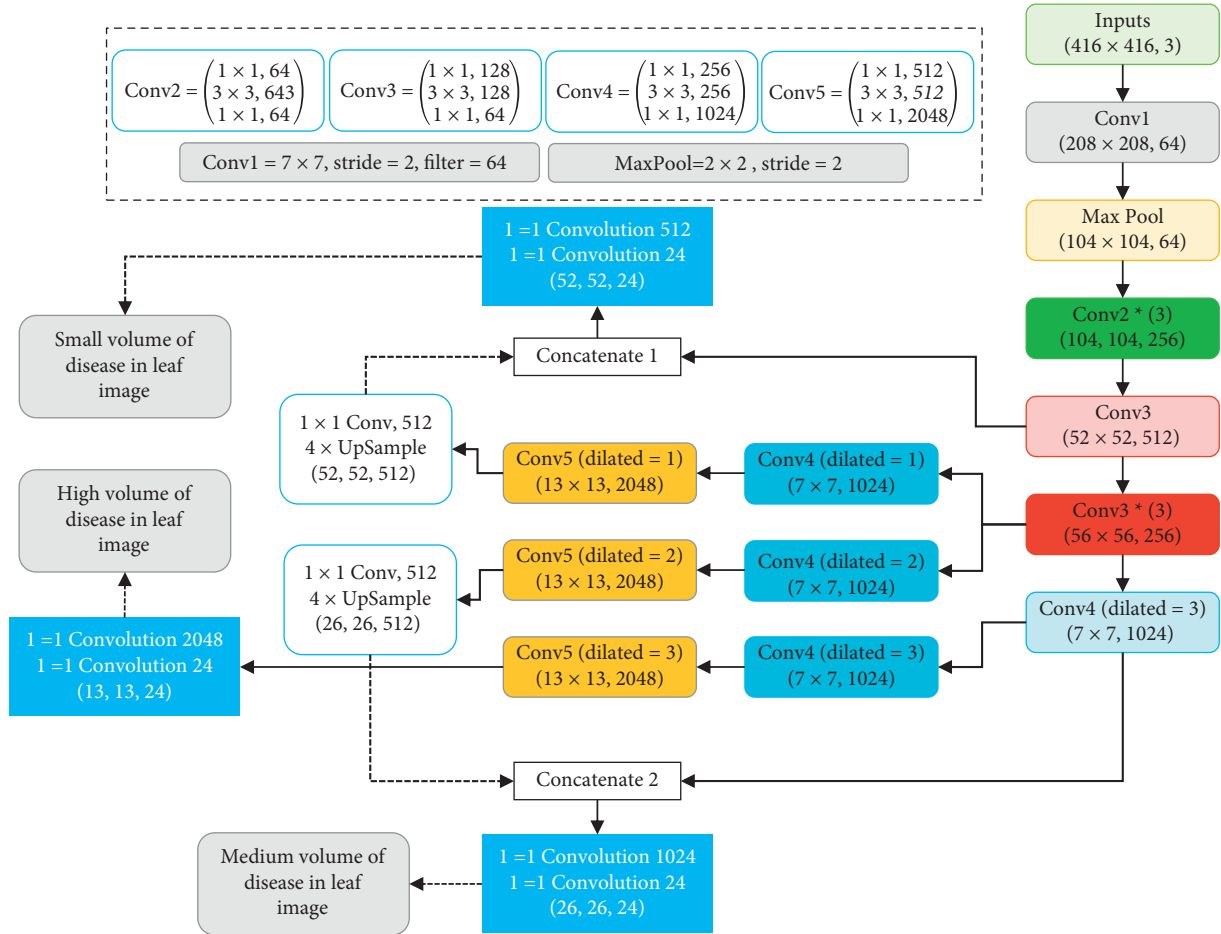 Conv2 = (1 × 1, 64
3 × 3, 643
1 × 1, 64)
Conv3 = (1 × 1, 128
3 × 3, 128
1 × 1, 64)
Conv4 = (1 × 1, 256
3 × 3, 256
1 × 1, 1024)
Conv5 = (1 × 1, 512
3 × 3, 512
1 × 1, 2048)
Conv1 = 7 × 7, stride = 2, filter = 64
MaxPool=2 × 2 , stride = 2
Inputs
(416 × 416, 3)
Conv1
(208 × 208, 64)
Max Pool
(104 × 104, 64)
Conv2 * (3)
(104, 104, 256)
Conv3
(52 × 52, 512)
Conv3 * (3)
(56 × 56, 256)
Conv4 (dilated = 3)
(7 × 7, 1024)
1 =1 Convolution 512
1 =1 Convolution 24
(52, 52, 24)
Small volume of
disease in leaf
image
Concatenate 1
1 × 1 Conv, 512
4 × UpSample
(52, 52, 512)
Conv5 (dilated = 1)
(13 × 13, 2048)
Conv4 (dilated = 1)
(7 × 7, 1024)
High volume of
disease in leaf
image
1 × 1 Conv, 512
4 × UpSample
(26, 26, 512)
Conv5 (dilated = 2)
(13 × 13, 2048)
Conv4 (dilated = 2)
(7 × 7, 1024)
1 =1 Convolution 2048
1 =1 Convolution 24
(13, 13, 24)
Conv5 (dilated = 3)
(13 × 13, 2048)
Conv4 (dilated = 3)
(7 × 7, 1024)
Concatenate 2
Medium volume of
disease in leaf
image
1 =1 Convolution 1024
1 =1 Convolution 24
(26, 26, 24)